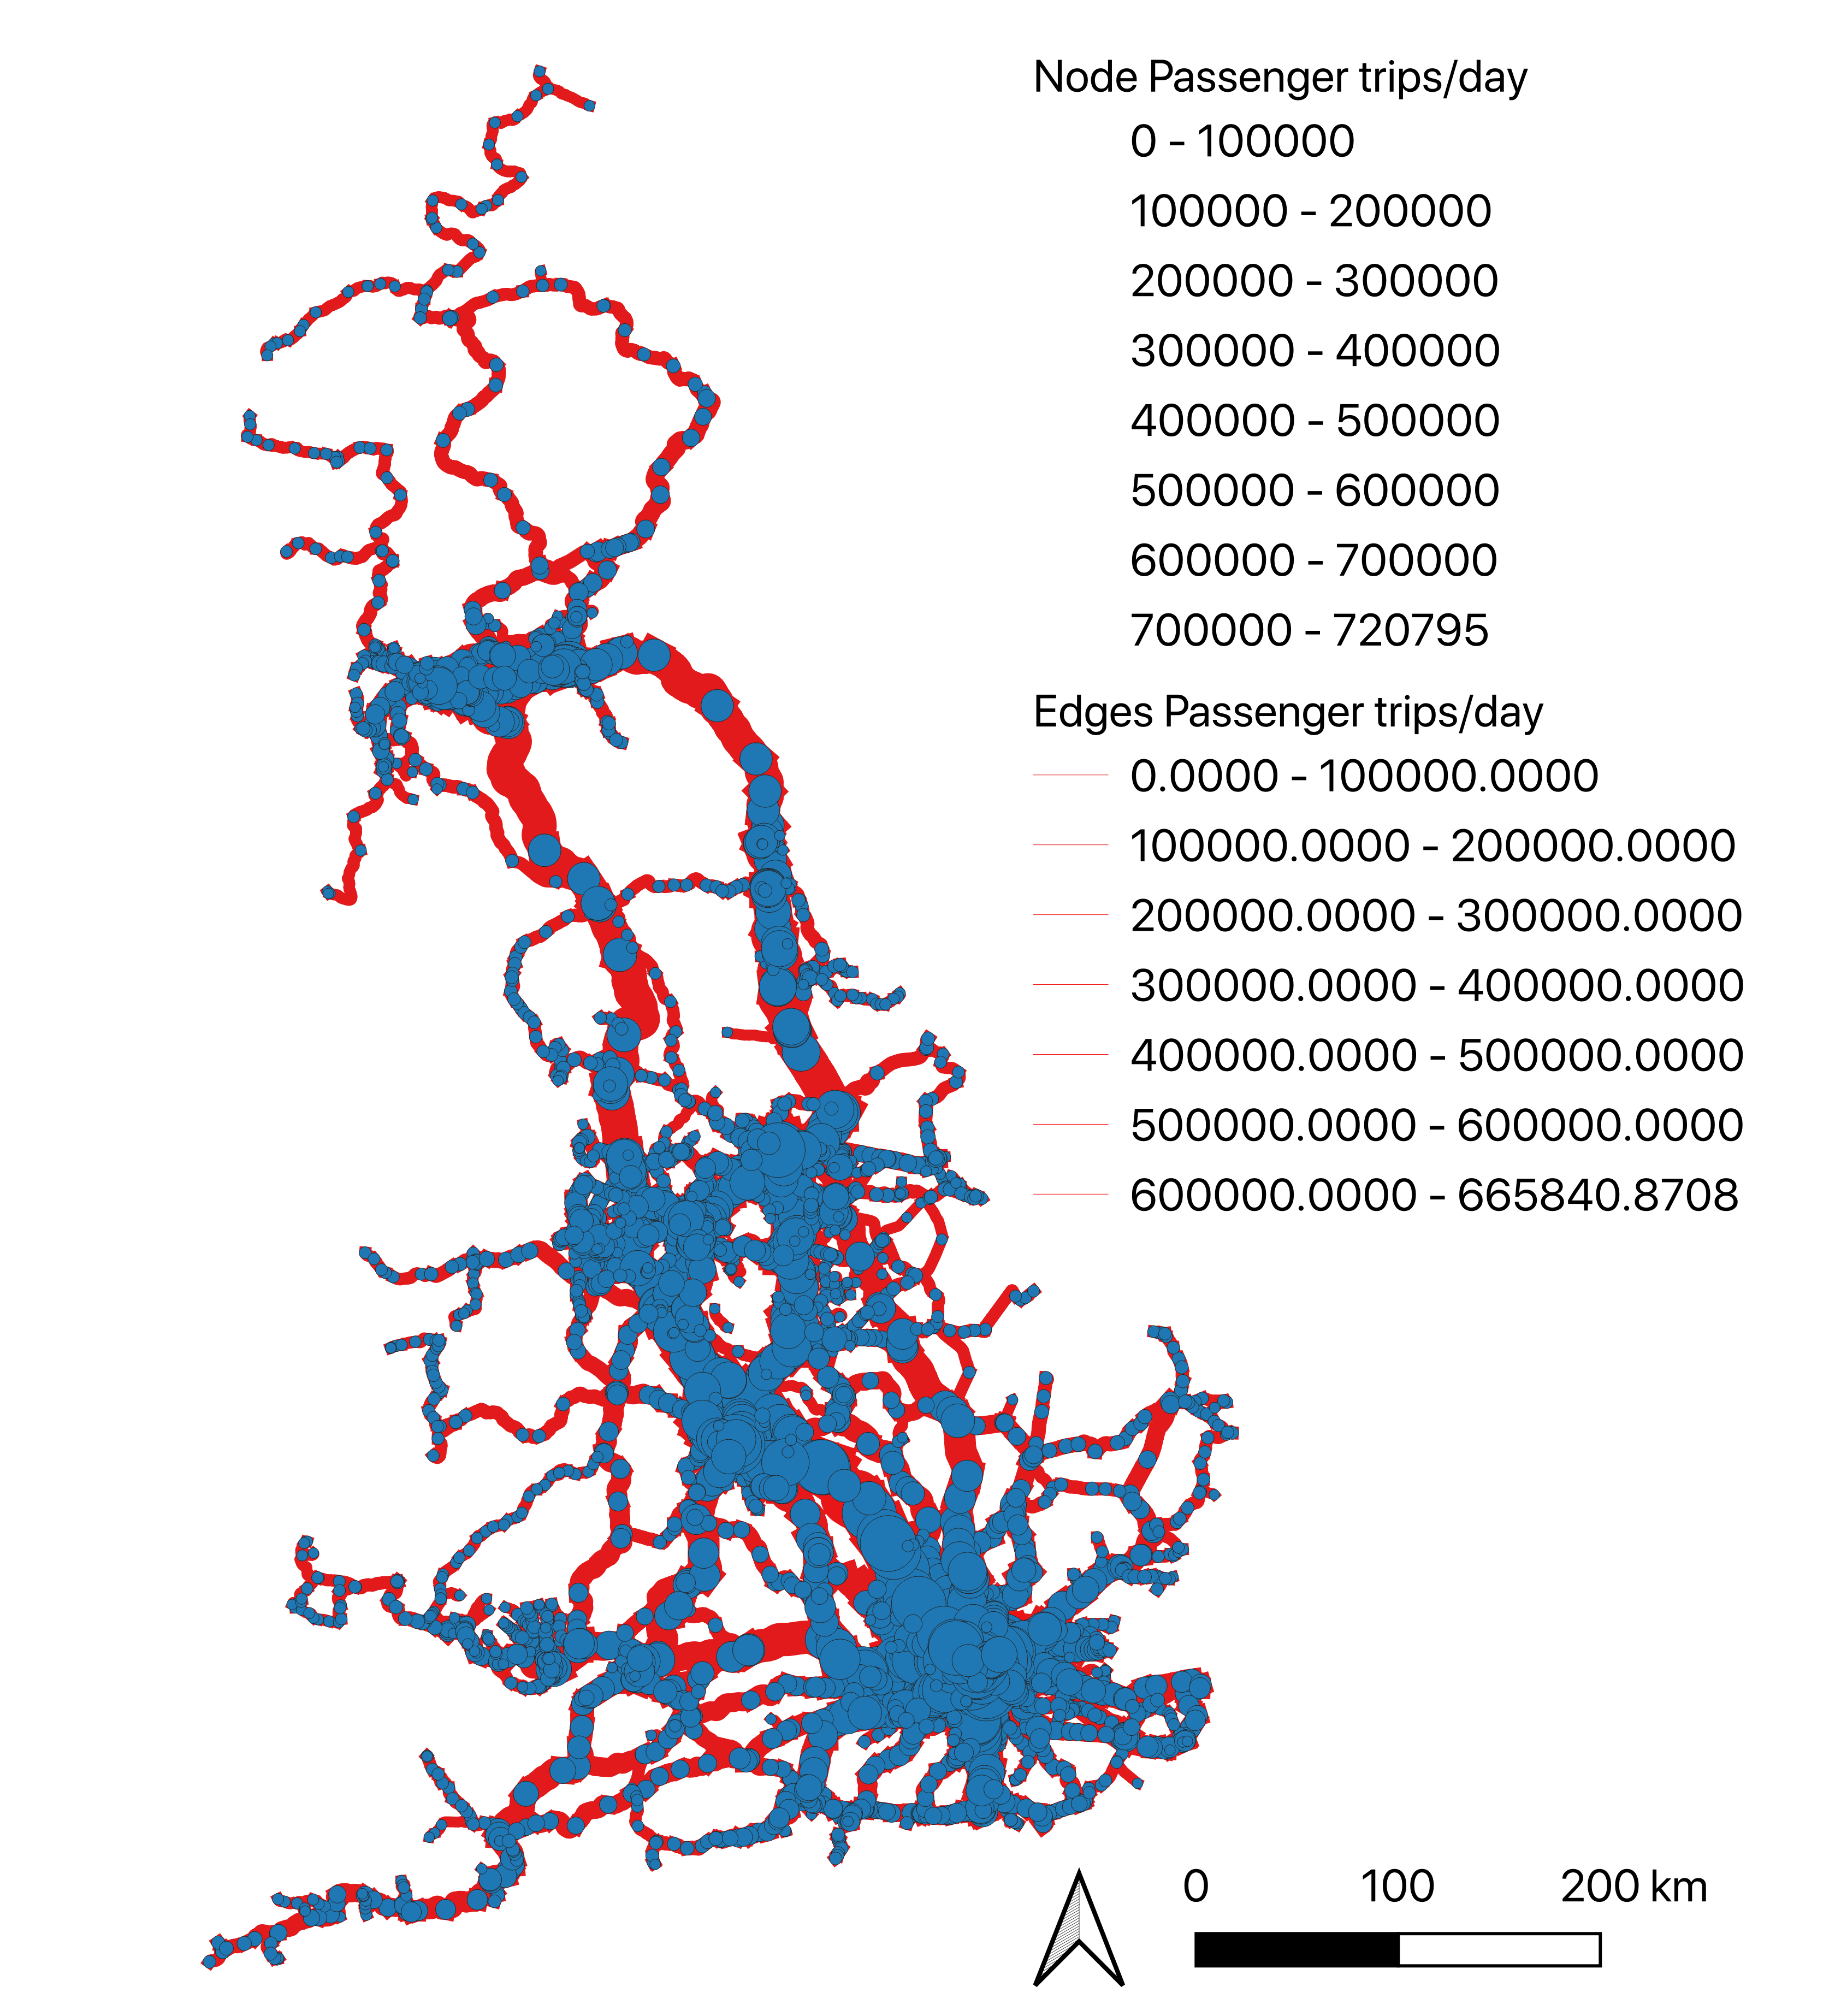 Node Passenger trips/day
0 - 100000
100000 - 200000
200000 - 300000
300000 - 400000
400000 - 500000
500000 - 600000
600000 - 700000
700000 - 720795
Edges Passenger trips/day
0.0000 - 100000.0000
100000.0000 - 200000.0000
200000.0000 - 300000.0000
300000.0000 - 400000.0000
400000.0000 - 500000.0000
500000.0000 - 600000.0000
600000.0000 - 665840.8708
0 100 200 km